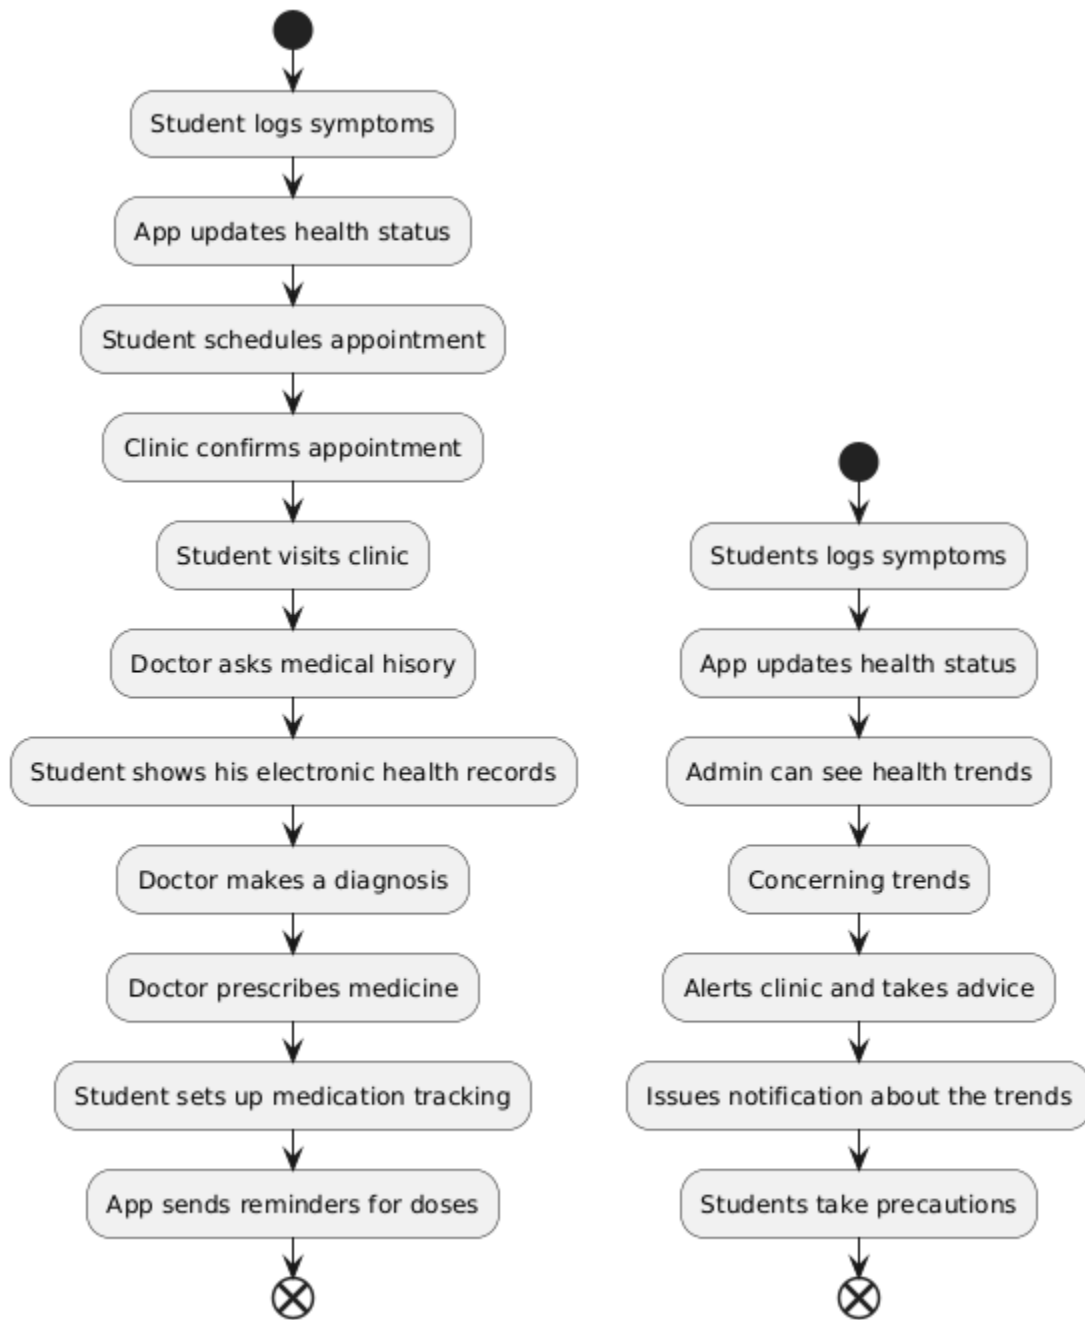 Student logs symptoms
App updates health status
Student schedules appointment
Clinic confirms appointment
Student visits clinic
Doctor asks medical hisory
Student shows his electronic health records
Doctor makes a diagnosis
Doctor prescribes medicine
Student sets up medication tracking
App sends reminders for doses
Students logs symptoms
App updates health status
Admin can see health trends
Concerning trends
Alerts clinic and takes advice
Issues notification about the trends
Students take precautions